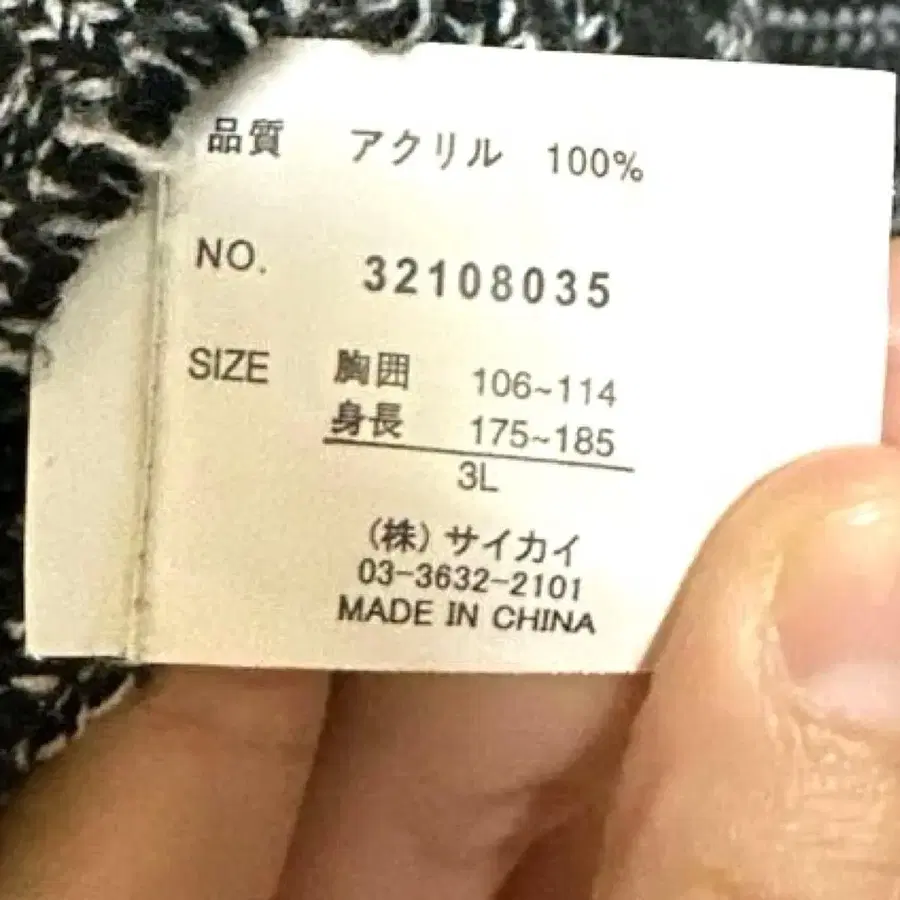 品質 アクリル 100%
NO. 32108035
SIZE 胸囲 106~114
身長 175~185
3L
(株) サイカイ
03-3632-2101
MADE IN CHINA